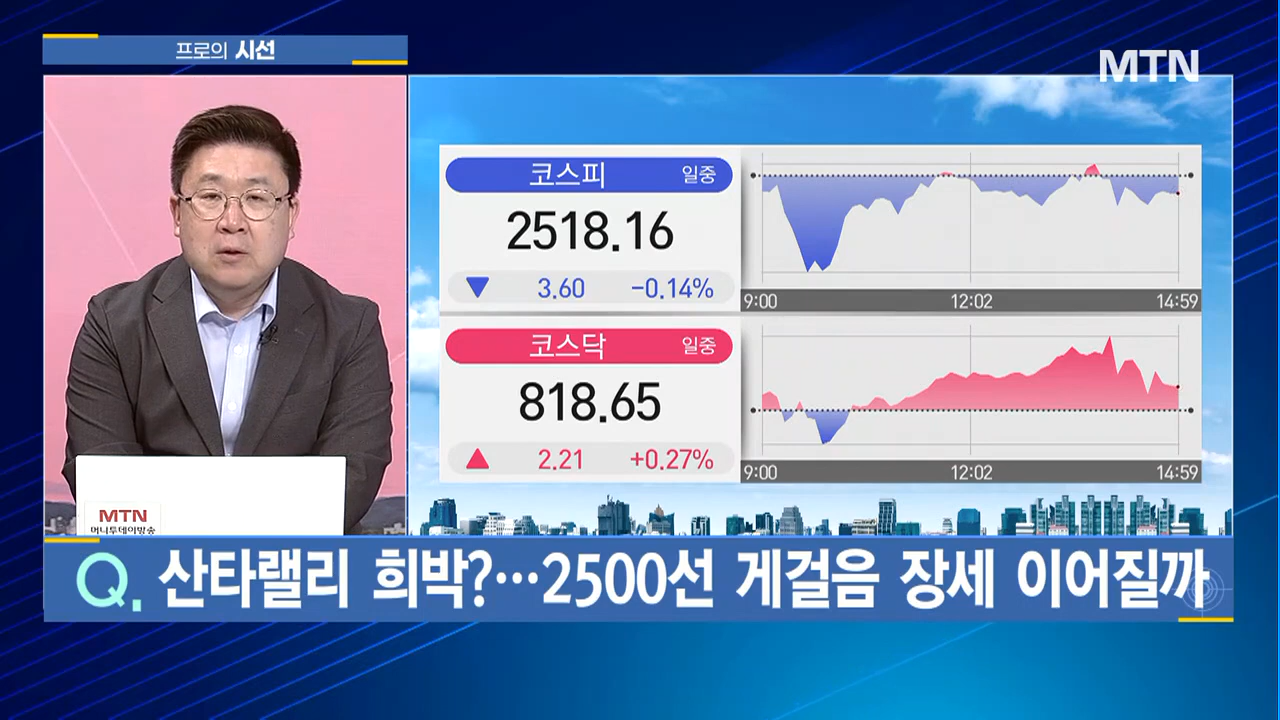 프로의 시선
MTN
코스피 일중
2518.16
▼ 3.60 -0.14%
9:00 12:02 14:59
코스닥 일중
818.65
▲ 2.21 +0.27%
9:00 12:02 14:59
MTN
머니투데이방송
Q. 산타랠리 희박?…2500선 게걸음 장세 이어질까